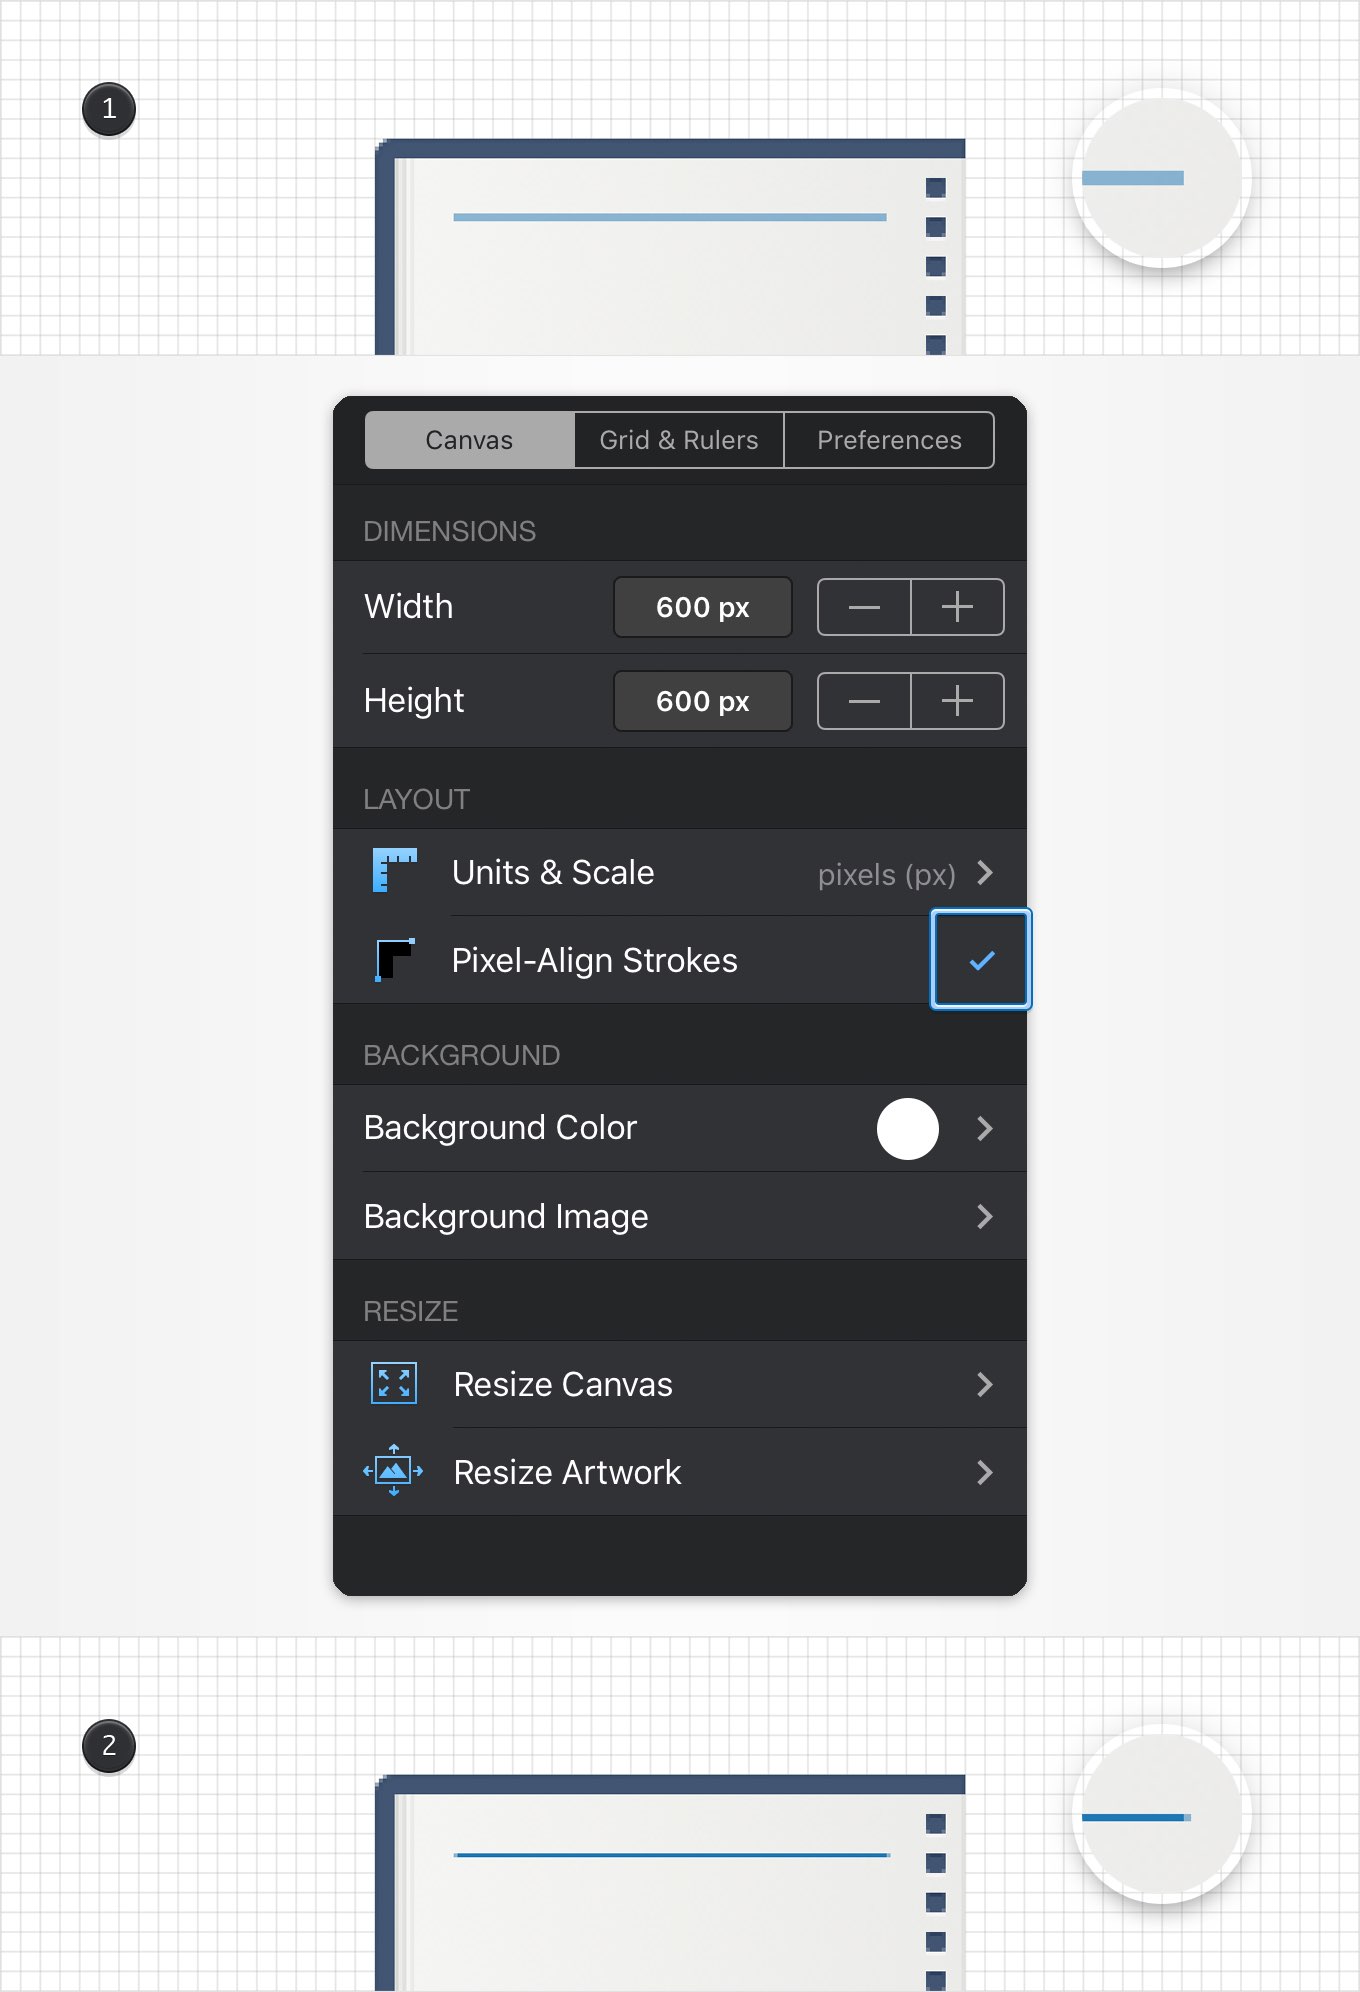 1
Canvas
Grid & Rulers
Preferences
DIMENSIONS
Width
600 px
Height
600 px
LAYOUT
Units & Scale
pixels (px)
Pixel-Align Strokes
BACKGROUND
Background Color
Background Image
RESIZE
Resize Canvas
Resize Artwork
2